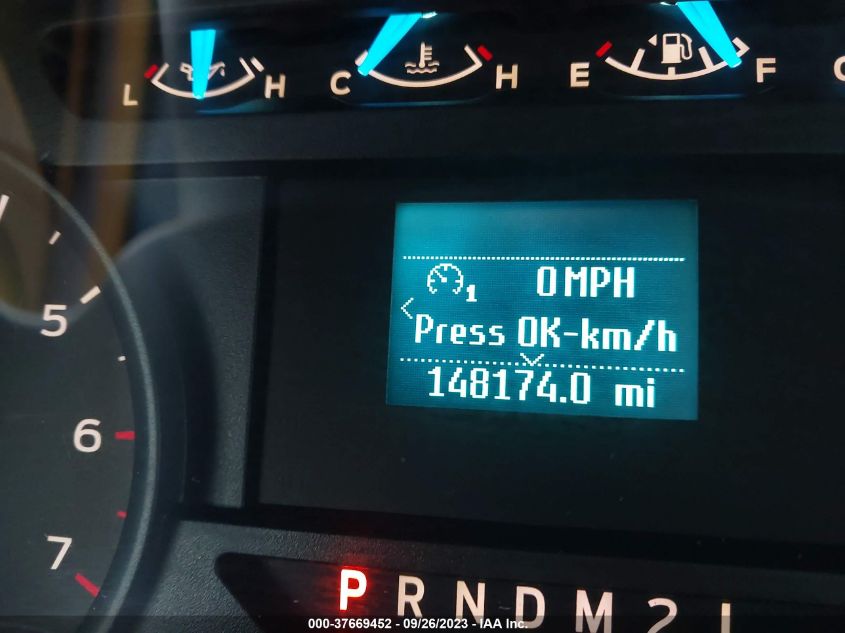 L H C H E F
0 MPH
1
Press OK-km/h
148174.0 mi
5
6
7
P R N D M 2 1
000-37669452 - 09/26/2023 - IAA Inc.